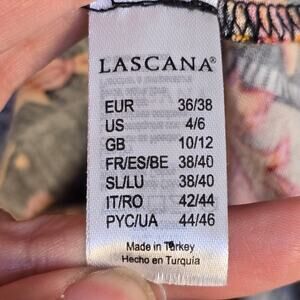 LASCANA®
EUR 36/38
US 4/6
GB 10/12
FR/ES/BE 38/40
SL/LU 38/40
IT/RO 42/44
PYC/UA 44/46
Made in Turkey
Hecho en Turquía